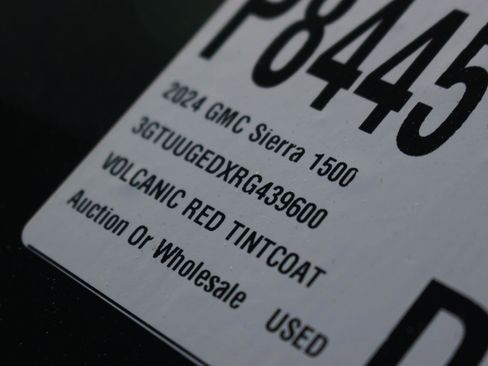 P8445
2024 GMC Sierra 1500
3GTUUGEDXRG439600
VOLCANIC RED TINTCOAT
Auction Or Wholesale USED